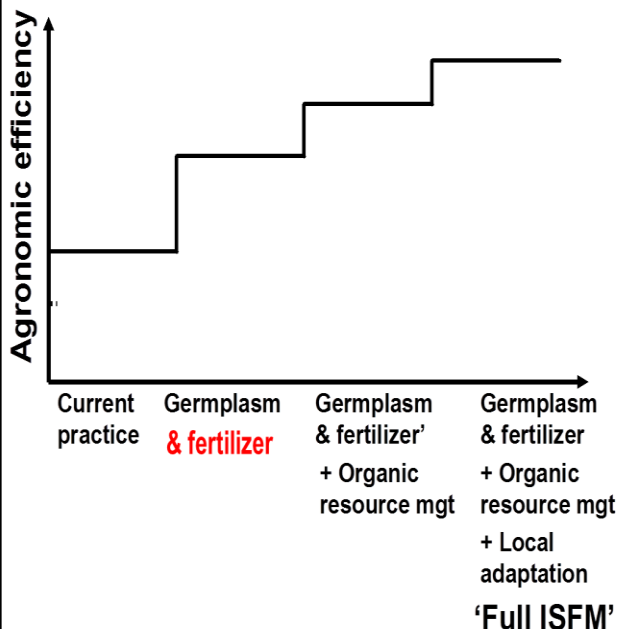 Agronomic efficiency
Current
practice
Germplasm
& fertilizer
Germplasm
& fertilizer’
+ Organic
resource mgt
Germplasm
& fertilizer
+ Organic
resource mgt
+ Local
adaptation
‘Full ISFM’